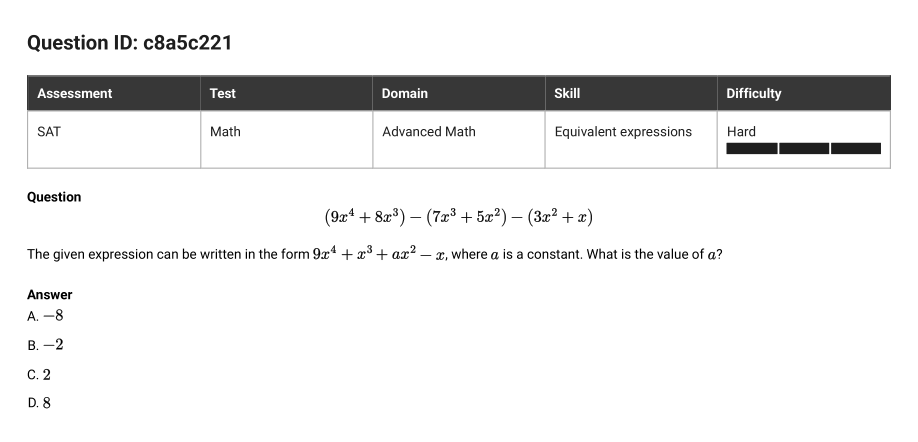 Question ID: c8a5c221
Assessment Test Domain Skill Difficulty
SAT Math Advanced Math Equivalent expressions Hard
Question
(9x⁴ + 8x³) − (7x³ + 5x²) − (3x² + x)
The given expression can be written in the form 9x⁴ + x³ + ax² − x, where a is a constant. What is the value of a?
Answer
A. −8
B. −2
C. 2
D. 8